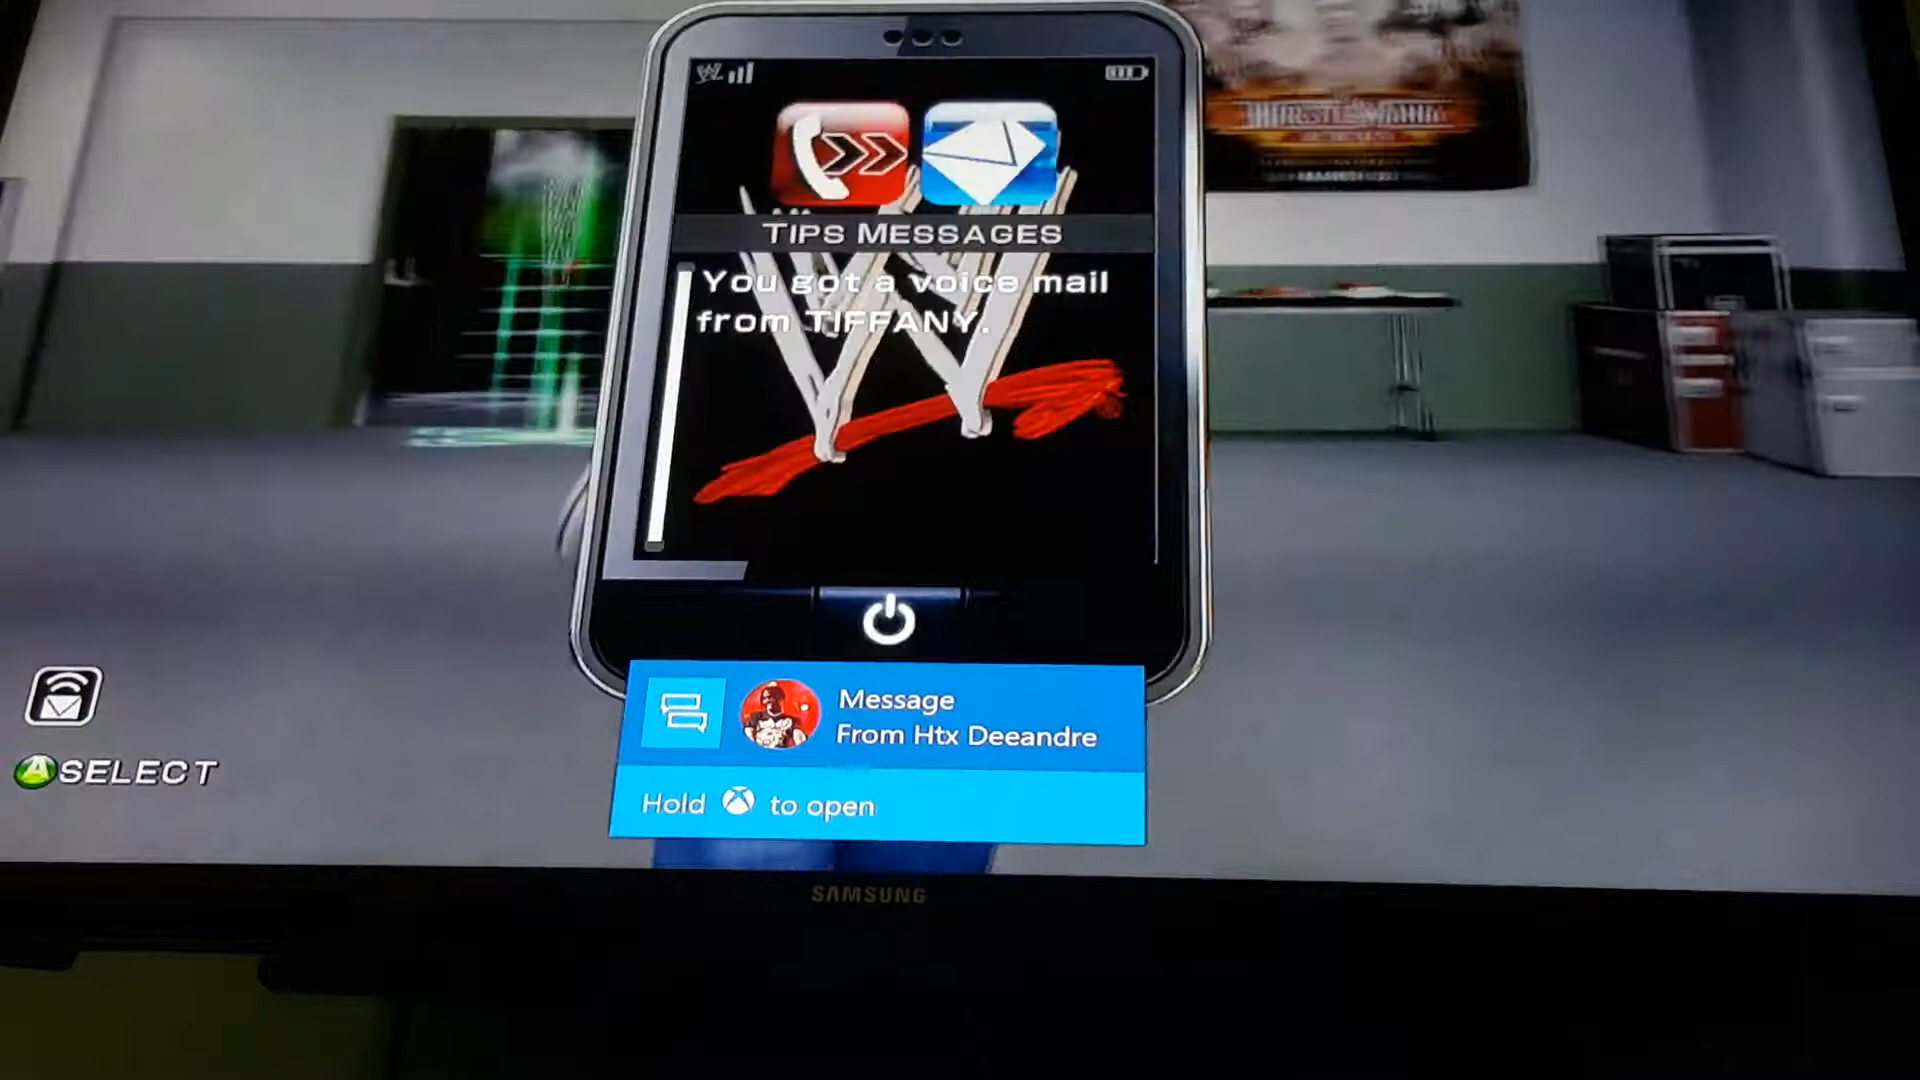 TIPS MESSAGES
You got a voice mail
from TIFFANY.
Message
From Htx Deeandre
Hold to open
A SELECT
SAMSUNG